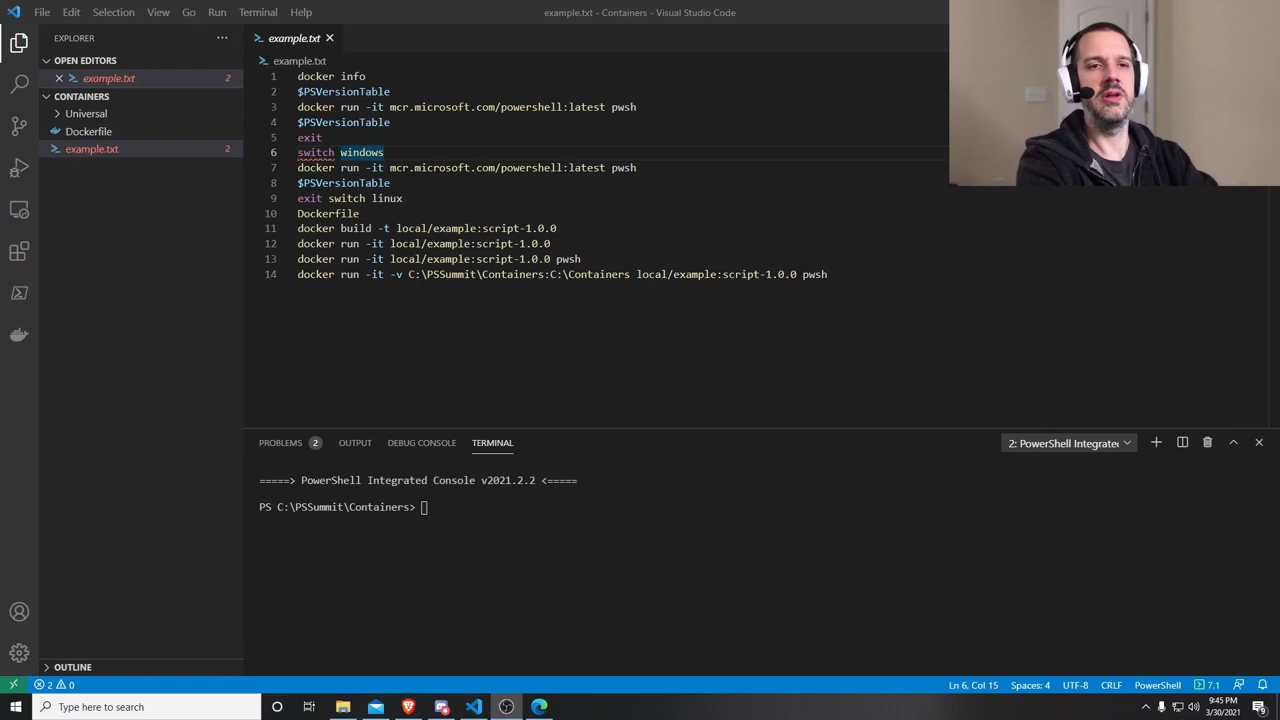 File Edit Selection View Go Run Terminal Help
example.txt - Containers - Visual Studio Code
EXPLORER
OPEN EDITORS
example.txt 2
CONTAINERS
Universal
Dockerfile
example.txt 2
OUTLINE
example.txt
example.txt
1 docker info
2 $PSVersionTable
3 docker run -it mcr.microsoft.com/powershell:latest pwsh
4 $PSVersionTable
5 exit
6 switch windows
7 docker run -it mcr.microsoft.com/powershell:latest pwsh
8 $PSVersionTable
9 exit switch linux
10 Dockerfile
11 docker build -t local/example:script-1.0.0
12 docker run -it local/example:script-1.0.0
13 docker run -it local/example:script-1.0.0 pwsh
14 docker run -it -v C:\PSSummit\Containers:C:\Containers local/example:script-1.0.0 pwsh
PROBLEMS 2 OUTPUT DEBUG CONSOLE TERMINAL
2: PowerShell Integrate
=====> PowerShell Integrated Console v2021.2.2 <=====
PS C:\PSSummit\Containers>
2 0
Ln 6, Col 15 Spaces: 4 UTF-8 CRLF PowerShell 7.1
Type here to search
9:45 PM
3/30/2021
9